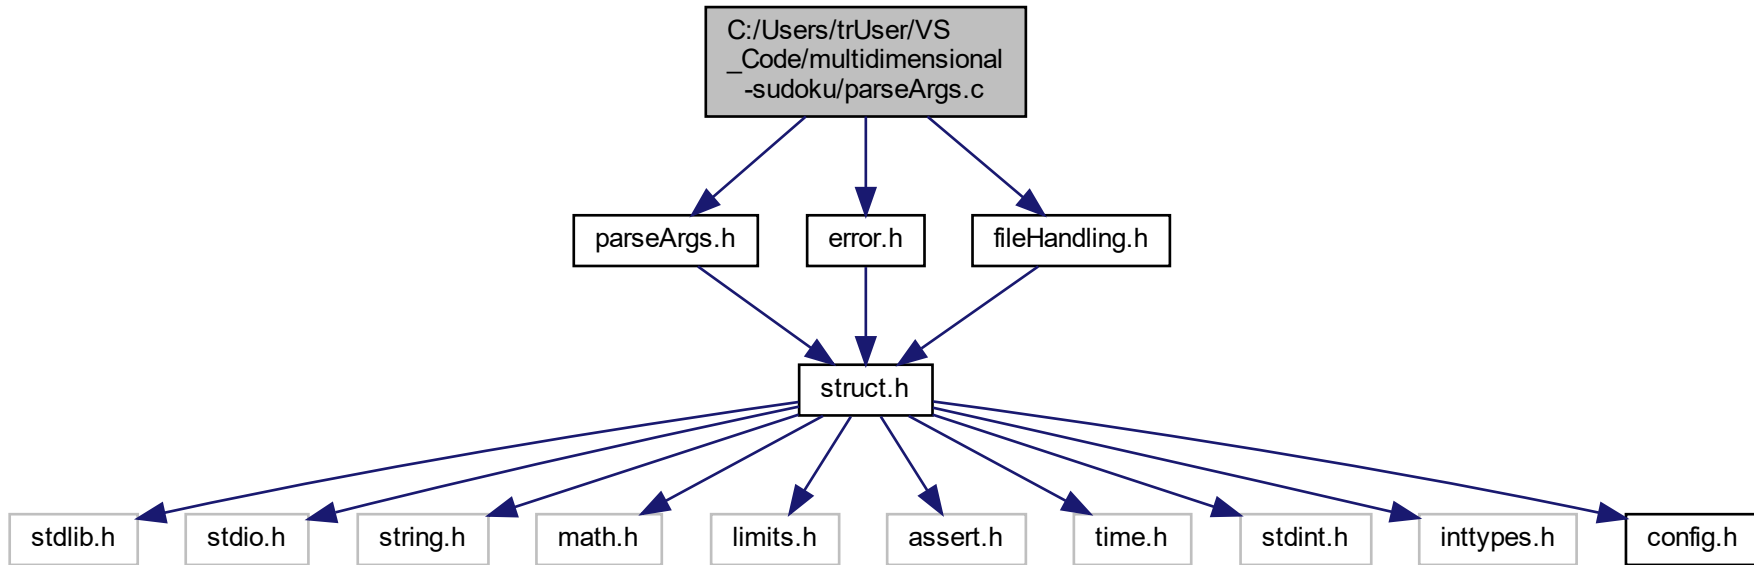 C:/Users/trUser/VS
_Code/multidimensional
-sudoku/parseArgs.c
parseArgs.h
error.h
fileHandling.h
struct.h
stdlib.h
stdio.h
string.h
math.h
limits.h
assert.h
time.h
stdint.h
inttypes.h
config.h